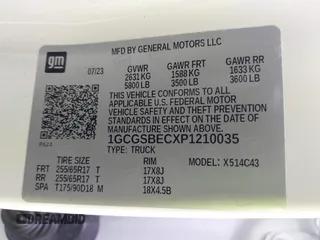 gm
MFD BY GENERAL MOTORS LLC
07/23 GVWR GAWR FRT GAWR RR
2631 KG 1588 KG 1633 KG
5800 LB 3500 LB 3600 LB
THIS VEHICLE CONFORMS TO ALL
APPLICABLE U.S. FEDERAL MOTOR
VEHICLE SAFETY AND THEFT PREVENTION
STANDARDS IN EFFECT ON THE DATE
OF MANUFACTURE SHOWN ABOVE.
1GCGSBECXP1210035
TYPE: TRUCK
TIRE SIZE RIM MODEL: X514C43
FRT 255/65R17 T 17X8J
RR 255/65R17 T 17X8J
SPA T175/90D18 M 18X4.5B